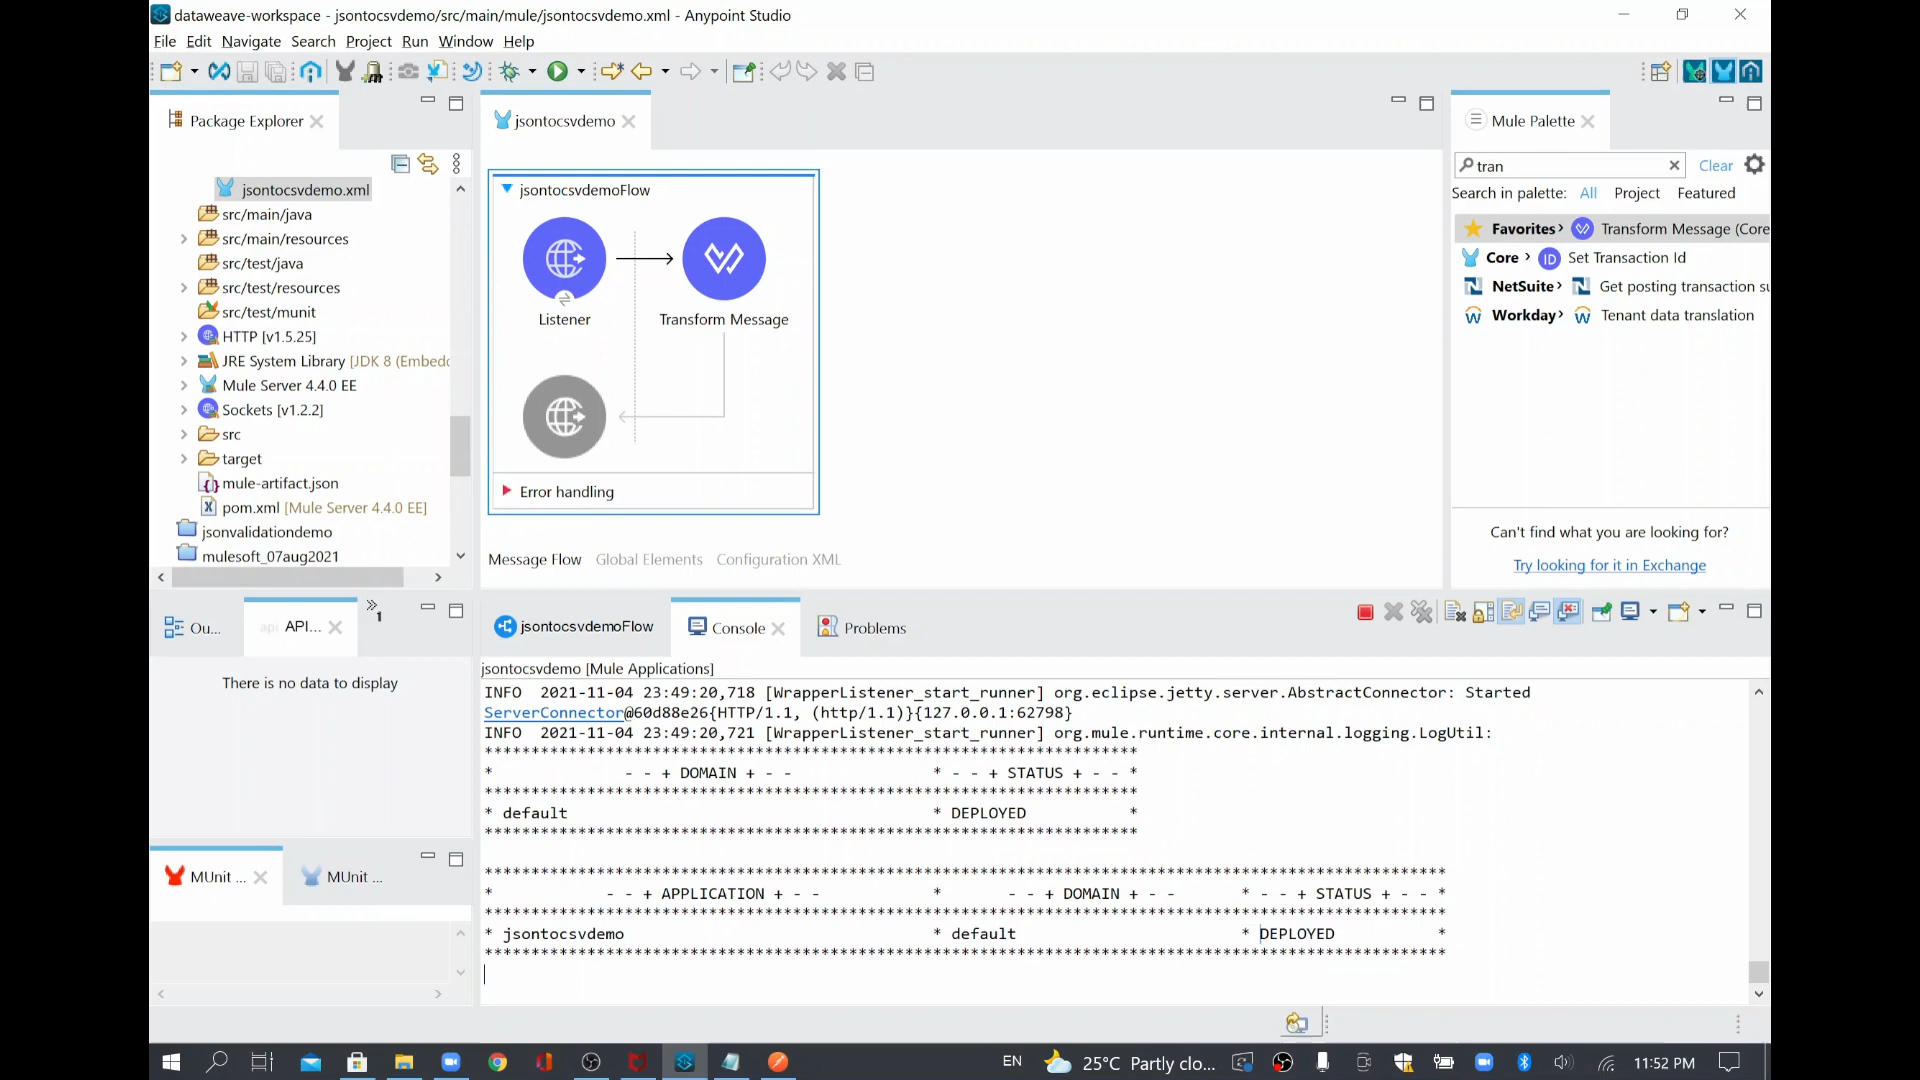 dataweave-workspace - jsontocsvdemo/src/main/mule/jsontocsvdemo.xml - Anypoint Studio
File Edit Navigate Search Project Run Window Help
Package Explorer
jsontocsvdemo.xml
src/main/java
src/main/resources
src/test/java
src/test/resources
src/test/munit
HTTP [v1.5.25]
JRE System Library [JDK 8 (Embedd
Mule Server 4.4.0 EE
Sockets [v1.2.2]
src
target
mule-artifact.json
pom.xml [Mule Server 4.4.0 EE]
jsonvalidationdemo
mulesoft_07aug2021
jsontocsvdemo
jsontocsvdemoFlow
Listener
Transform Message
Error handling
Message Flow Global Elements Configuration XML
Mule Palette
tran
Clear
Search in palette: All Project Featured
Favorites Transform Message (Core
Core ID Set Transaction Id
NetSuite Get posting transaction su
Workday Tenant data translation
Can't find what you are looking for?
Try looking for it in Exchange
Ou... API... 1
There is no data to display
MUnit ... MUnit ...
jsontocsvdemoFlow Console Problems
jsontocsvdemo [Mule Applications]
INFO 2021-11-04 23:49:20,718 [WrapperListener_start_runner] org.eclipse.jetty.server.AbstractConnector: Started
ServerConnector@60d88e26{HTTP/1.1, (http/1.1)}{127.0.0.1:62798}
INFO 2021-11-04 23:49:20,721 [WrapperListener_start_runner] org.mule.runtime.core.internal.logging.LogUtil:
**********************************************************************
* - - + DOMAIN + - - * - - + STATUS + - - *
**********************************************************************
* default * DEPLOYED *
**********************************************************************
*******************************************************************************************************
* - - + APPLICATION + - - * - - + DOMAIN + - - * - - + STATUS + - - *
*******************************************************************************************************
* jsontocsvdemo * default * DEPLOYED *
*******************************************************************************************************
EN 25°C Partly clo... 11:52 PM